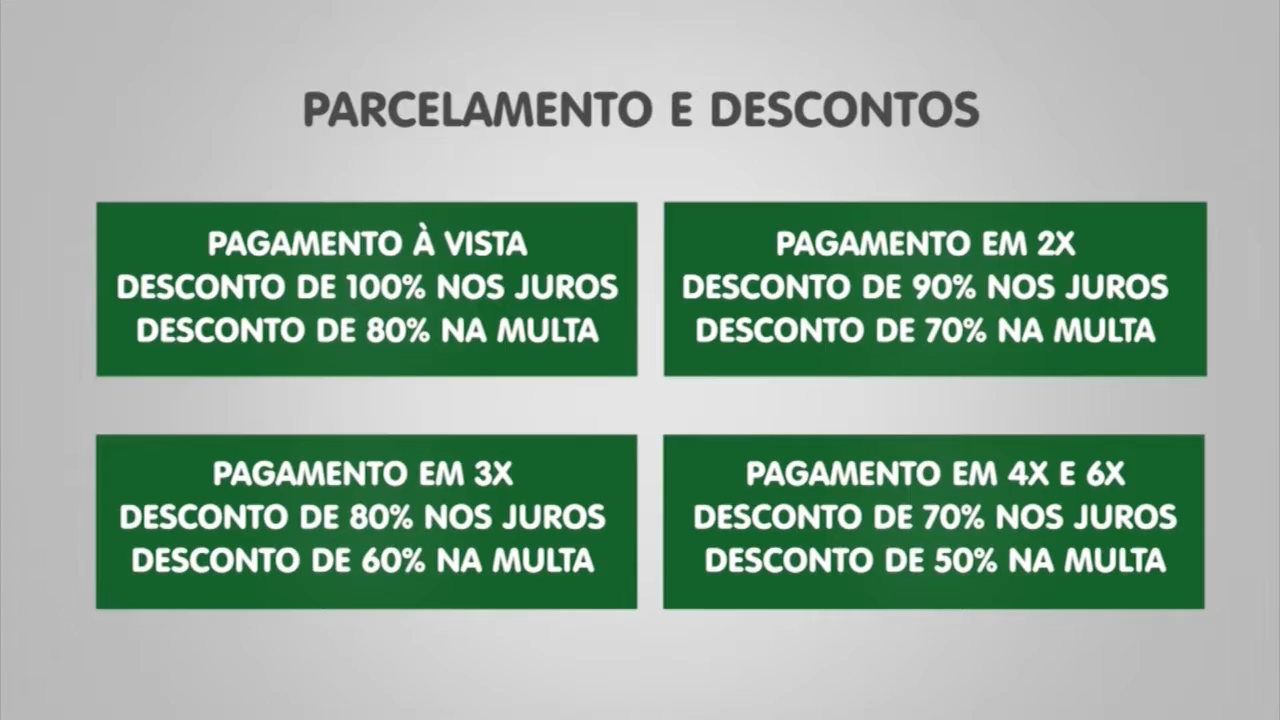 PARCELAMENTO E DESCONTOS
PAGAMENTO À VISTA
DESCONTO DE 100% NOS JUROS
DESCONTO DE 80% NA MULTA
PAGAMENTO EM 2X
DESCONTO DE 90% NOS JUROS
DESCONTO DE 70% NA MULTA
PAGAMENTO EM 3X
DESCONTO DE 80% NOS JUROS
DESCONTO DE 60% NA MULTA
PAGAMENTO EM 4X E 6X
DESCONTO DE 70% NOS JUROS
DESCONTO DE 50% NA MULTA